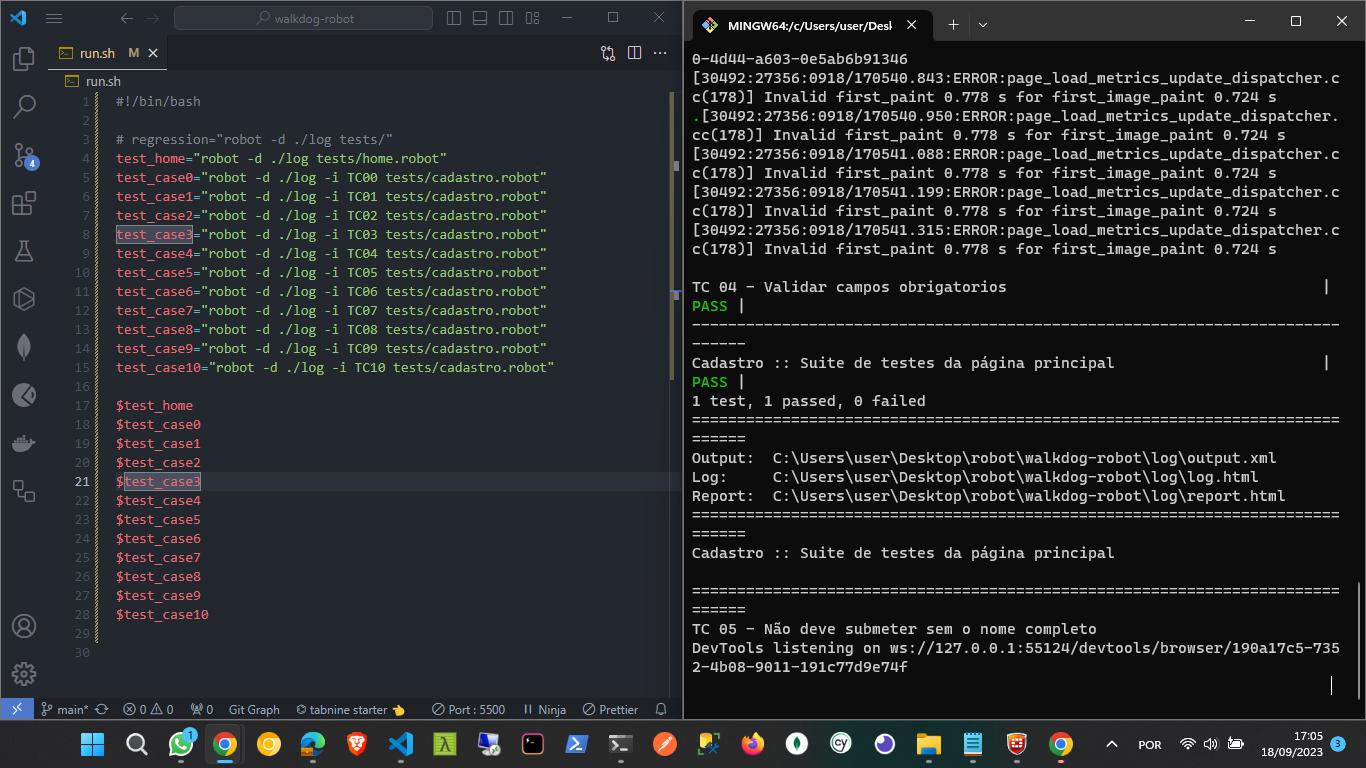 walkdog-robot
run.sh M
run.sh
1 #!/bin/bash
2
3 # regression="robot -d ./log tests/"
4 test_home="robot -d ./log tests/home.robot"
5 test_case0="robot -d ./log -i TC00 tests/cadastro.robot"
6 test_case1="robot -d ./log -i TC01 tests/cadastro.robot"
7 test_case2="robot -d ./log -i TC02 tests/cadastro.robot"
8 test_case3="robot -d ./log -i TC03 tests/cadastro.robot"
9 test_case4="robot -d ./log -i TC04 tests/cadastro.robot"
10 test_case5="robot -d ./log -i TC05 tests/cadastro.robot"
11 test_case6="robot -d ./log -i TC06 tests/cadastro.robot"
12 test_case7="robot -d ./log -i TC07 tests/cadastro.robot"
13 test_case8="robot -d ./log -i TC08 tests/cadastro.robot"
14 test_case9="robot -d ./log -i TC09 tests/cadastro.robot"
15 test_case10="robot -d ./log -i TC10 tests/cadastro.robot"
16
17 $test_home
18 $test_case0
19 $test_case1
20 $test_case2
21 $test_case3
22 $test_case4
23 $test_case5
24 $test_case6
25 $test_case7
26 $test_case8
27 $test_case9
28 $test_case10
29
30
4
main* 0 0 0 Git Graph tabnine starter Port : 5500 Ninja Prettier
MINGW64:/c/Users/user/Desk
0-4d44-a603-0e5ab6b91346
[30492:27356:0918/170540.843:ERROR:page_load_metrics_update_dispatcher.c
c(178)] Invalid first_paint 0.778 s for first_image_paint 0.724 s
.[30492:27356:0918/170540.950:ERROR:page_load_metrics_update_dispatcher.
cc(178)] Invalid first_paint 0.778 s for first_image_paint 0.724 s
[30492:27356:0918/170541.088:ERROR:page_load_metrics_update_dispatcher.c
c(178)] Invalid first_paint 0.778 s for first_image_paint 0.724 s
[30492:27356:0918/170541.199:ERROR:page_load_metrics_update_dispatcher.c
c(178)] Invalid first_paint 0.778 s for first_image_paint 0.724 s
[30492:27356:0918/170541.315:ERROR:page_load_metrics_update_dispatcher.c
c(178)] Invalid first_paint 0.778 s for first_image_paint 0.724 s
TC 04 - Validar campos obrigatorios |
PASS |
------------------------------------------------------------------------
------
Cadastro :: Suite de testes da página principal |
PASS |
1 test, 1 passed, 0 failed
========================================================================
======
Output: C:\Users\user\Desktop\robot\walkdog-robot\log\output.xml
Log: C:\Users\user\Desktop\robot\walkdog-robot\log\log.html
Report: C:\Users\user\Desktop\robot\walkdog-robot\log\report.html
========================================================================
======
Cadastro :: Suite de testes da página principal
========================================================================
======
TC 05 - Não deve submeter sem o nome completo
DevTools listening on ws://127.0.0.1:55124/devtools/browser/190a17c5-735
2-4b08-9011-191c77d9e74f
1
cy
POR
17:05
18/09/2023
3